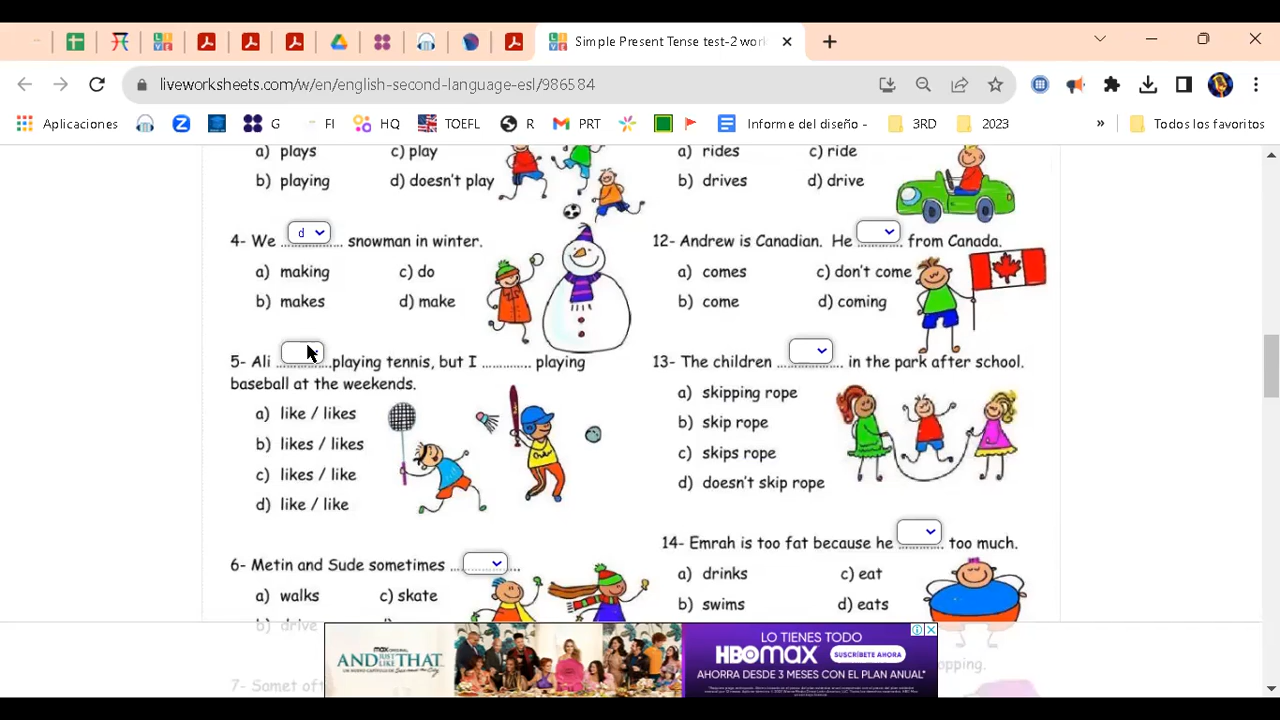 Simple Present Tense test-2 work
liveworksheets.com/w/en/english-second-language-esl/986584
Aplicaciones G FI HQ TOEFL R PRT Informe del diseño - 3RD 2023 » Todos los favoritos
a) plays c) play
b) playing d) doesn't play
4- We d snowman in winter.
a) making c) do
b) makes d) make
5- Ali ............playing tennis, but I ............ playing
baseball at the weekends.
a) like / likes
b) likes / likes
c) likes / like
d) like / like
6- Metin and Sude sometimes ...............
a) walks c) skate
b) drive
7- Samet oft
a) rides c) ride
b) drives d) drive
12- Andrew is Canadian. He .......... from Canada.
a) comes c) don't come
b) come d) coming
13- The children ............... in the park after school.
a) skipping rope
b) skip rope
c) skips rope
d) doesn't skip rope
14- Emrah is too fat because he .......... too much.
a) drinks c) eat
b) swims d) eats
opping.
max original
AND JUST LIKE THAT
LO TIENES TODO
HBOmax SUSCRÍBETE AHORA
AHORRA DESDE 3 MESES CON EL PLAN ANUAL*